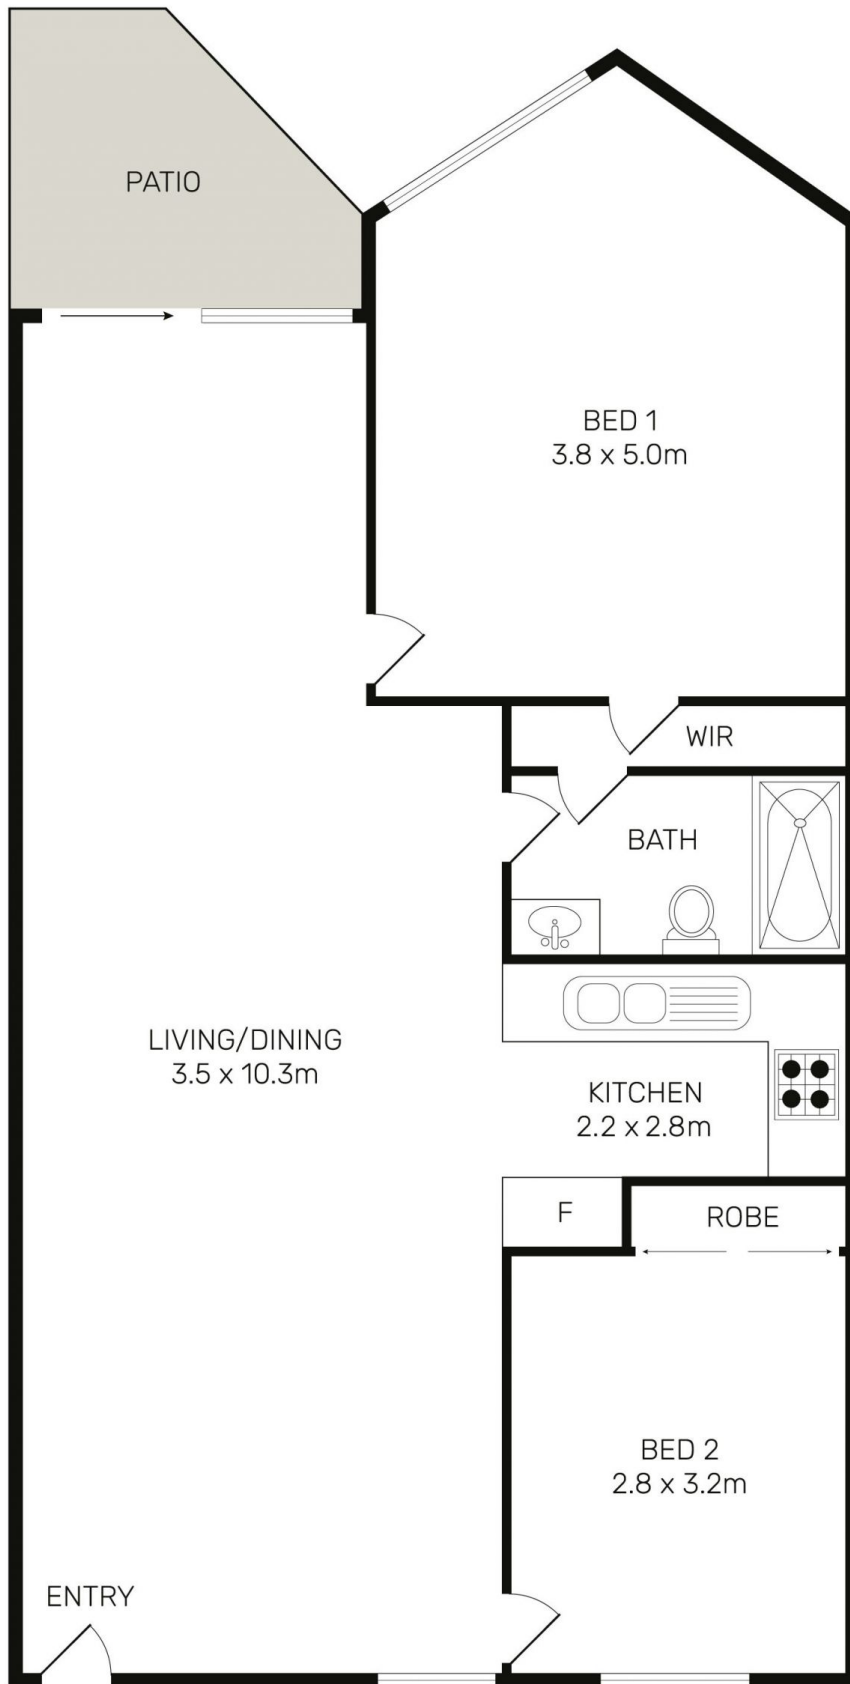 PATIO
BED 1
3.8 x 5.0m
WIR
BATH
LIVING/DINING
3.5 x 10.3m
KITCHEN
2.2 x 2.8m
F
ROBE
BED 2
2.8 x 3.2m
ENTRY